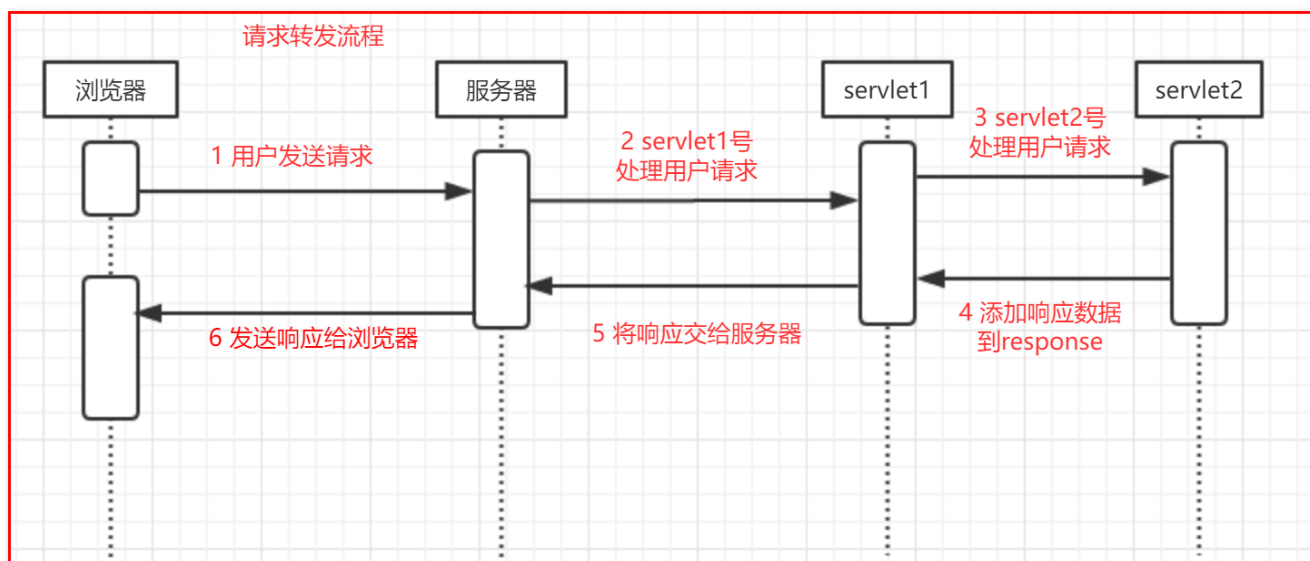 请求转发流程
浏览器
服务器
servlet1
servlet2
1 用户发送请求
2 servlet1号
处理用户请求
3 servlet2号
处理用户请求
4 添加响应数据
到response
5 将响应交给服务器
6 发送响应给浏览器